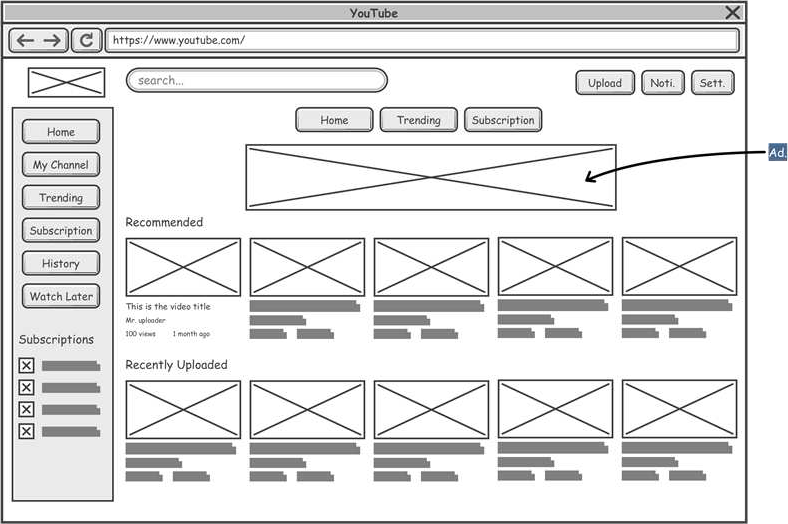 YouTube
https://www.youtube.com/
search...
Upload
Noti.
Sett.
Home
Trending
Subscription
Ad.
Home
My Channel
Trending
Subscription
History
Watch Later
Subscriptions
Recommended
This is the video title
Mr. uploader
100 views 1 month ago
Recently Uploaded